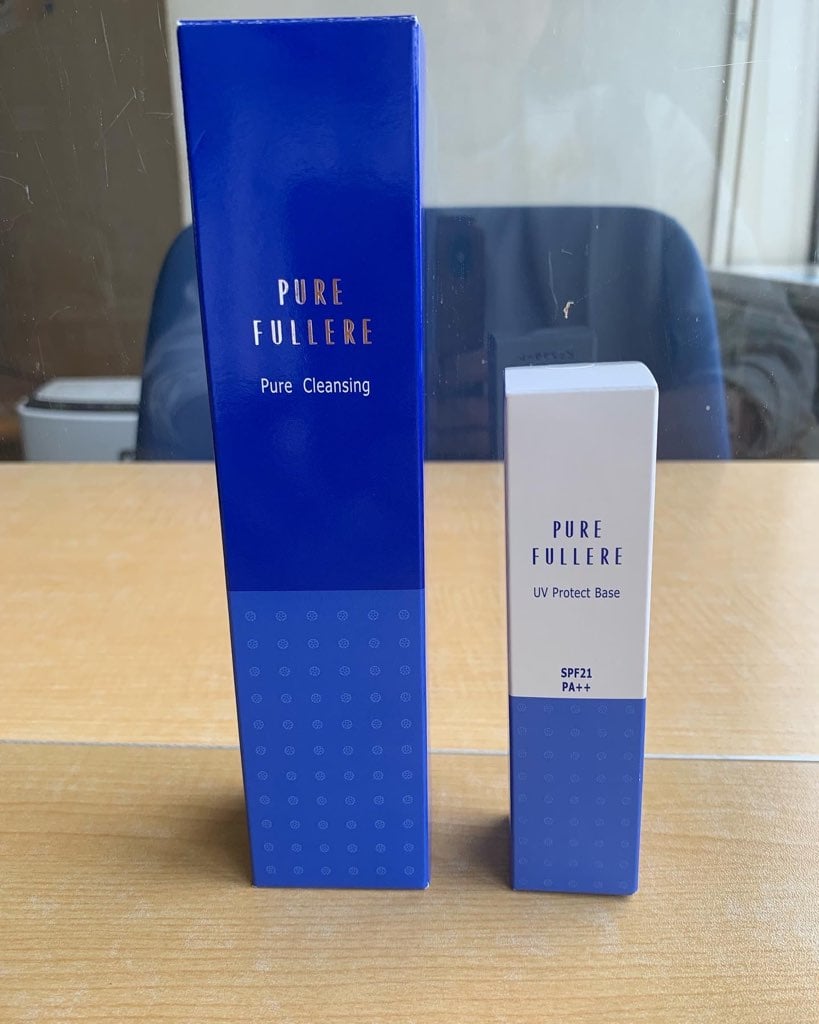 PURE
FULLERE
Pure Cleansing
PURE
FULLERE
UV Protect Base
SPF21
PA++